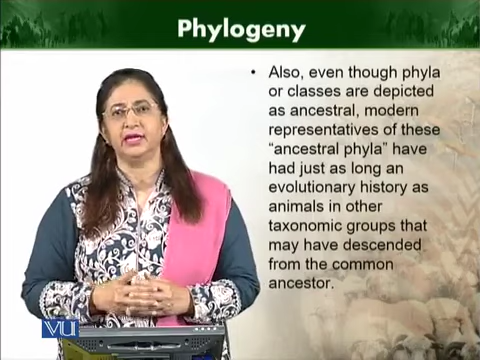 Phylogeny
• Also, even though phyla
or classes are depicted
as ancestral, modern
representatives of these
“ancestral phyla” have
had just as long an
evolutionary history as
animals in other
taxonomic groups that
may have descended
from the common
ancestor.
VU